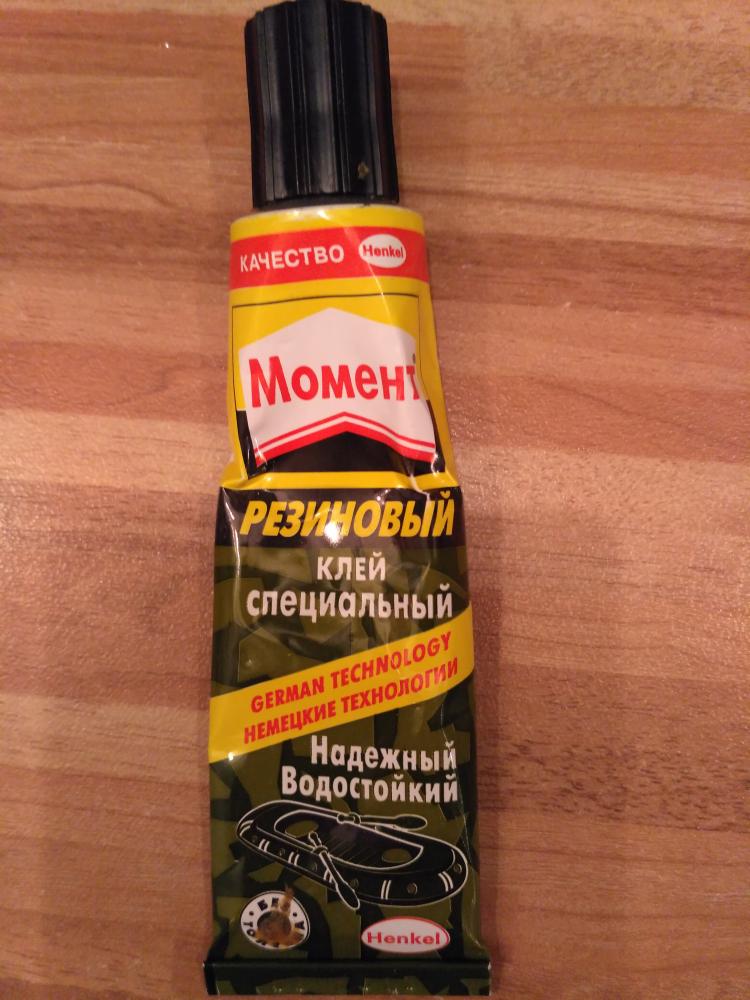 КАЧЕСТВО Henkel
Момент
РЕЗИНОВЫЙ
КЛЕЙ
СПЕЦИАЛЬНЫЙ
GERMAN TECHNOLOGY
НЕМЕЦКИЕ ТЕХНОЛОГИИ
Надежный
Водостойкий
Henkel